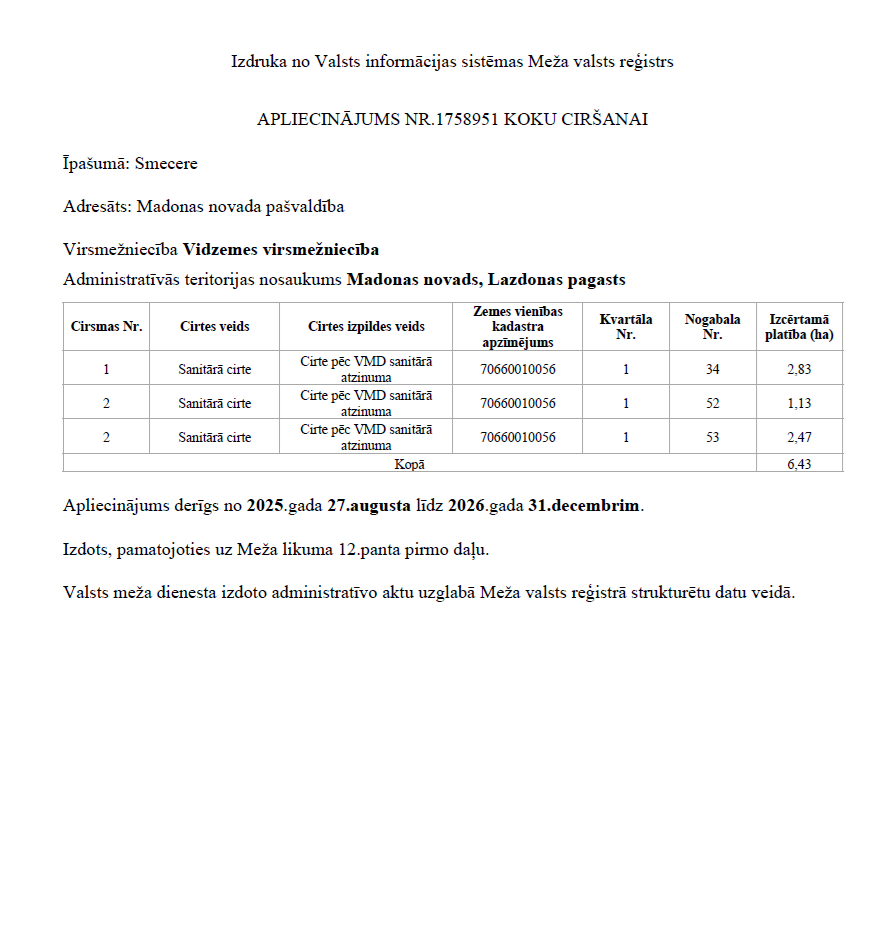 Izdruka no Valsts informācijas sistēmas Meža valsts reģistrs
APLIECINĀJUMS NR.1758951 KOKU CIRŠANAI
Īpašumā: Smecere
Adresāts: Madonas novada pašvaldība
Virsmežniecība Vidzemes virsmežniecība
Administratīvās teritorijas nosaukums Madonas novads, Lazdonas pagasts
Cirsmas Nr. Cirtes veids Cirtes izpildes veids Zemes vienības kadastra apzīmējums Kvartāla Nr. Nogabala Nr. Izcērtamā platība (ha)
1 Sanitārā cirte Cirte pēc VMD sanitārā atzinuma 70660010056 1 34 2,83
2 Sanitārā cirte Cirte pēc VMD sanitārā atzinuma 70660010056 1 52 1,13
2 Sanitārā cirte Cirte pēc VMD sanitārā atzinuma 70660010056 1 53 2,47
Kopā 6,43
Apliecinājums derīgs no 2025.gada 27.augusta līdz 2026.gada 31.decembrim.
Izdots, pamatojoties uz Meža likuma 12.panta pirmo daļu.
Valsts meža dienesta izdoto administratīvo aktu uzglabā Meža valsts reģistrā strukturētu datu veidā.